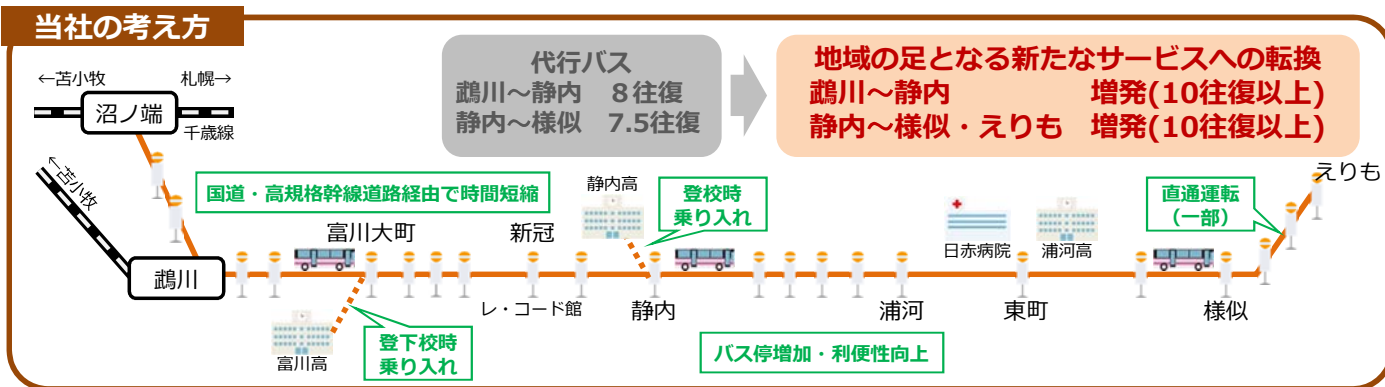 当社の考え方
代行バス
鵡川～静内 8往復
静内～様似 7.5往復
地域の足となる新たなサービスへの転換
鵡川～静内 増発(10往復以上)
静内～様似・えりも 増発(10往復以上)
←苫小牧 札幌→
沼ノ端
千歳線
←苫小牧
鵡川
国道・高規格幹線道路経由で時間短縮
富川大町
富川高
登下校時
乗り入れ
新冠
レ・コード館
静内高
登校時
乗り入れ
静内
バス停増加・利便性向上
浦河
日赤病院
浦河高
東町
直通運転
（一部）
様似
えりも